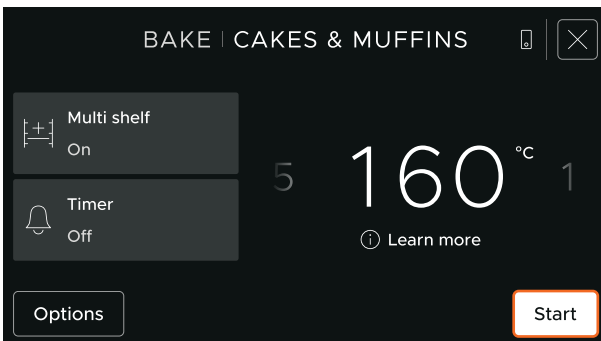 BAKE | CAKES & MUFFINS
Multi shelf
On
Timer
Off
5 160 °C 1
Learn more
Options
Start